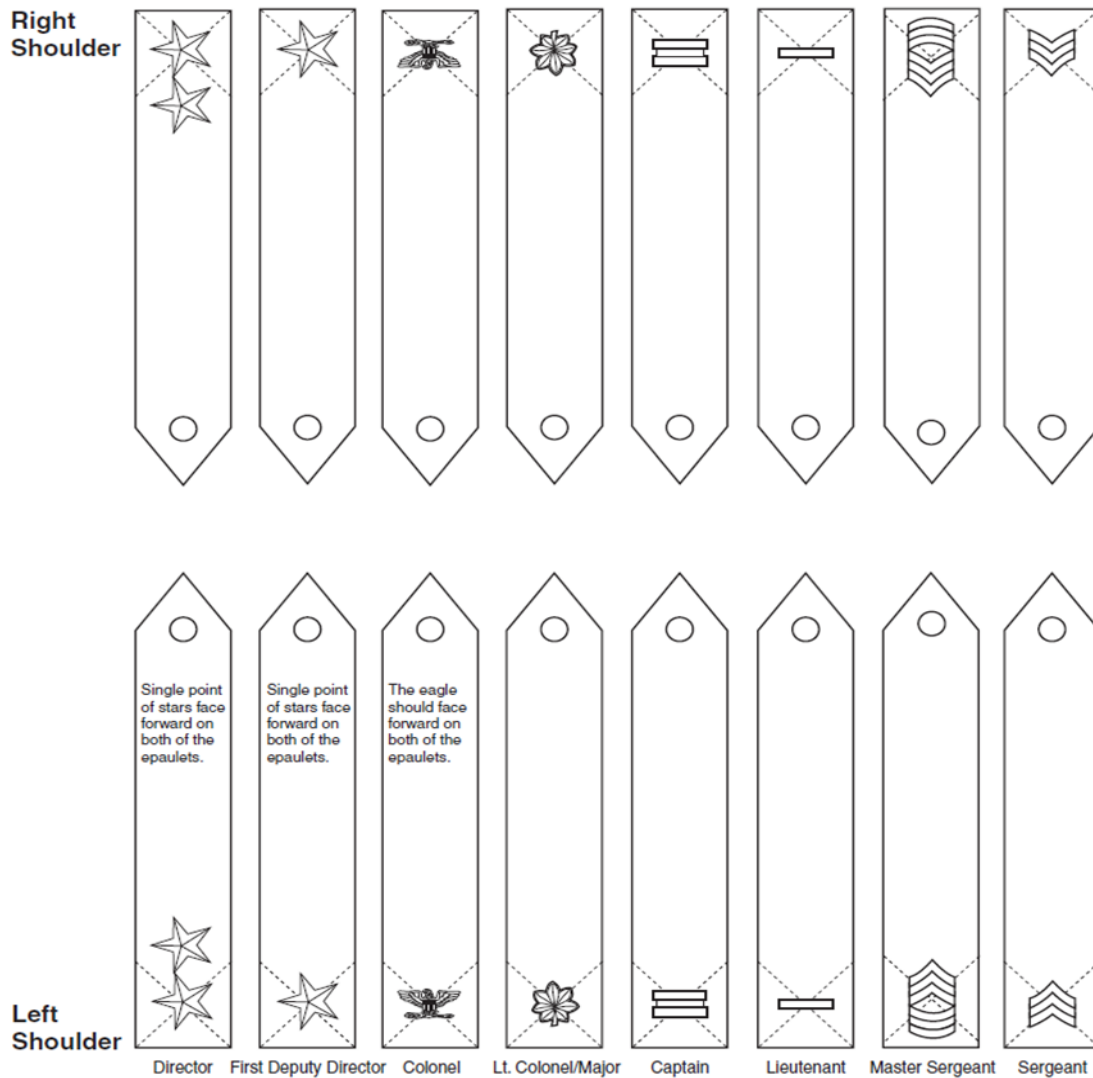 Right
Shoulder
Single point
of stars face
forward on
both of the
epaulets.
Single point
of stars face
forward on
both of the
epaulets.
The eagle
should face
forward on
both of the
epaulets.
Left
Shoulder
Director First Deputy Director Colonel Lt. Colonel/Major Captain Lieutenant Master Sergeant Sergeant